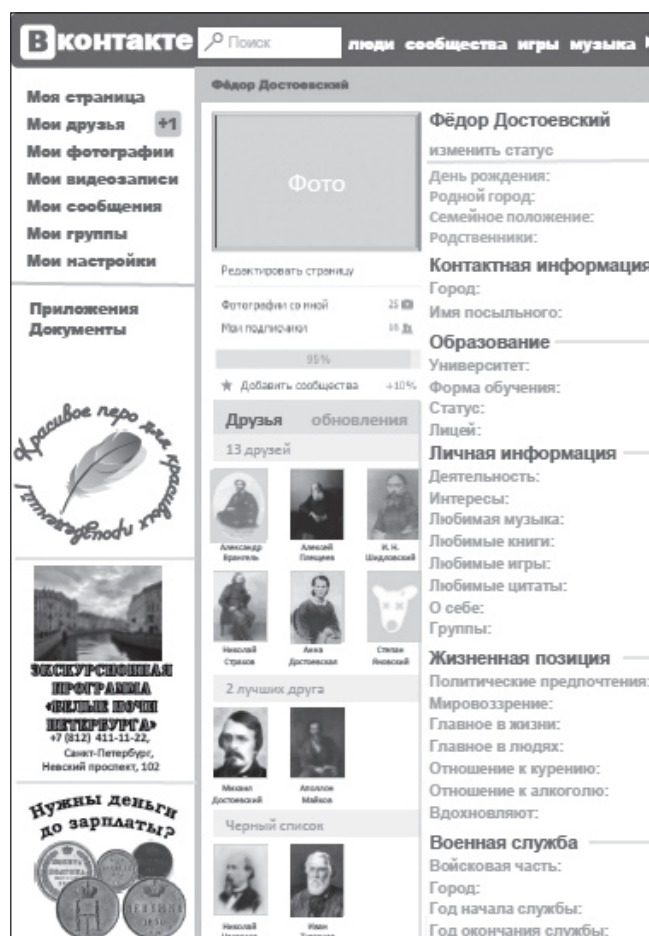 Вконтакте
Поиск
люди сообщества игры музыка
Моя страница
Мои друзья +1
Мои фотографии
Мои видеозаписи
Мои сообщения
Мои группы
Мои настройки
Приложения
Документы
Красивое перо для красивых произведений!
ЭКСКУРСИОННАЯ
ПРОГРАММА
«БЕЛЫЕ НОЧИ
ПЕТЕРБУРГА»
+7 (812) 411-11-22,
Санкт-Петербург,
Невский проспект, 102
Нужны деньги
до зарплаты?
Фёдор Достоевский
Фото
Редактировать страницу
Фотографии со мной 25
Мои подписчики 16
95%
Добавить сообщества +10%
Друзья обновления
13 друзей
Александр Врангель
Алексей Плещеев
И. Н. Шидловский
Николай Страхов
Анна Достоевская
Степан Яновский
2 лучших друга
Михаил Достоевский
Аполлон Майков
Черный список
Николай
Иван
Фёдор Достоевский
изменить статус
День рождения:
Родной город:
Семейное положение:
Родственники:
Контактная информация
Город:
Имя посыльного:
Образование
Университет:
Форма обучения:
Статус:
Лицей:
Личная информация
Деятельность:
Интересы:
Любимая музыка:
Любимые книги:
Любимые игры:
Любимые цитаты:
О себе:
Группы:
Жизненная позиция
Политические предпочтения:
Мировоззрение:
Главное в жизни:
Главное в людях:
Отношение к курению:
Отношение к алкоголю:
Вдохновляют:
Военная служба
Войсковая часть:
Город:
Год начала службы:
Год окончания службы: